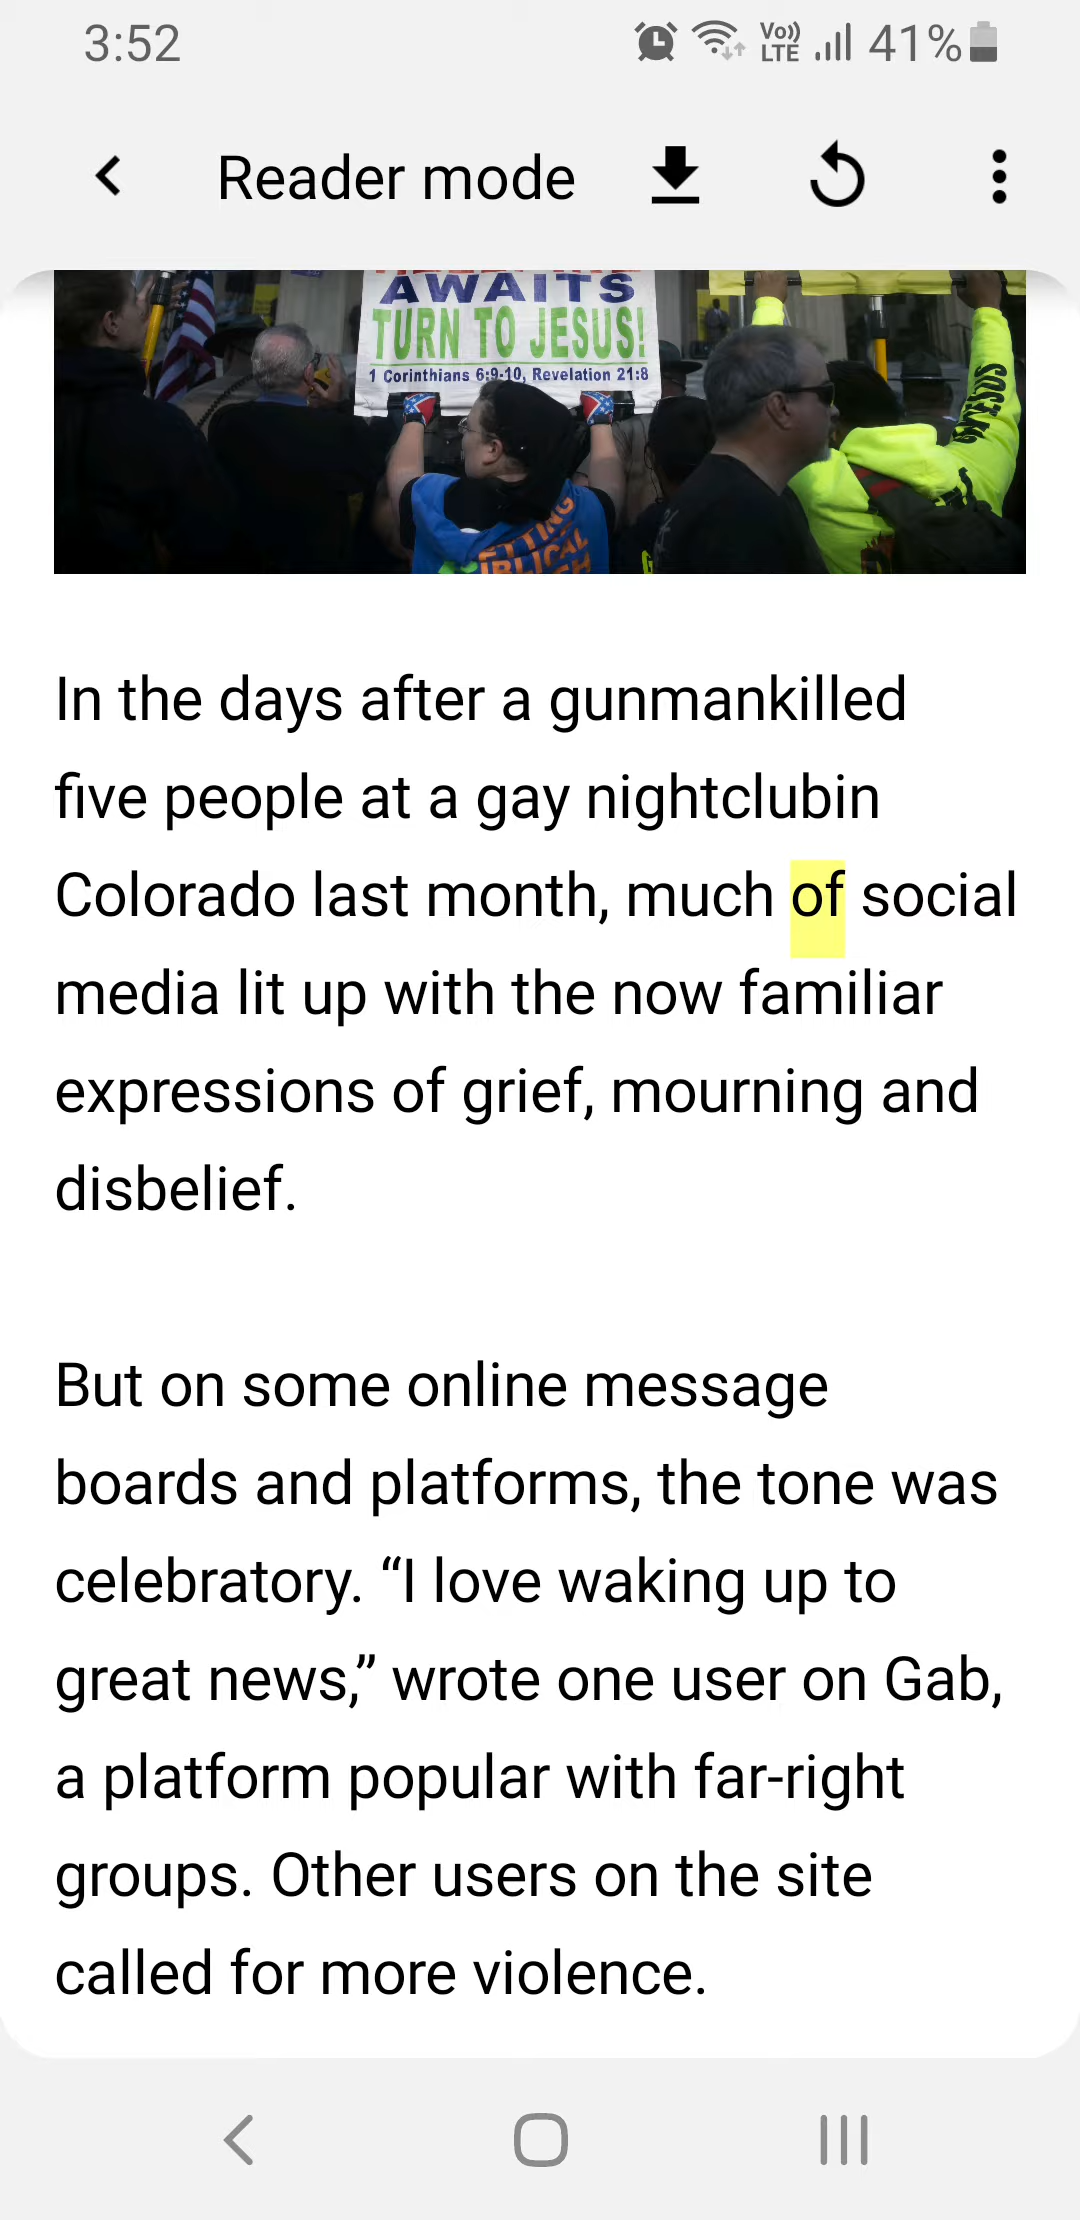 3:52
Vo)) LTE
41%
Reader mode
AWAITS
TURN TO JESUS!
1 Corinthians 6:9-10, Revelation 21:8
In the days after a gunmankilled
five people at a gay nightclubin
Colorado last month, much of social
media lit up with the now familiar
expressions of grief, mourning and
disbelief.
But on some online message
boards and platforms, the tone was
celebratory. “I love waking up to
great news,” wrote one user on Gab,
a platform popular with far-right
groups. Other users on the site
called for more violence.